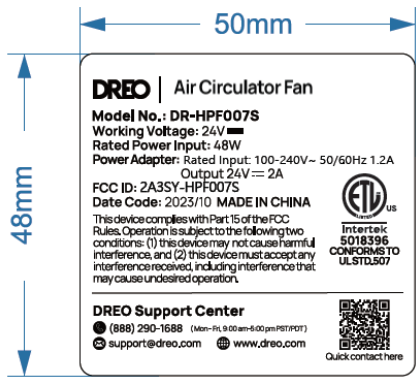 50mm
48mm
DREO | Air Circulator Fan
Model No.: DR-HPF007S
Working Voltage: 24V
Rated Power Input: 48W
Power Adapter: Rated Input: 100-240V~ 50/60Hz 1.2A
Output 24V⎓2A
FCC ID: 2A3SY-HPF007S
Date Code: 2023/10 MADE IN CHINA
This device complies with Part 15 of the FCC
Rules. Operation is subject to the following two
conditions: (1) this device may not cause harmful
interference, and (2) this device must accept any
interference received, including interference that
may cause undesired operation.
ETL
LISTED
US
Intertek
5018396
CONFORMS TO
UL STD.507
DREO Support Center
(888) 290-1688 (Mon-Fri, 9:00 am-5:00 pm PST/PDT)
support@dreo.com www.dreo.com
Quick contact here